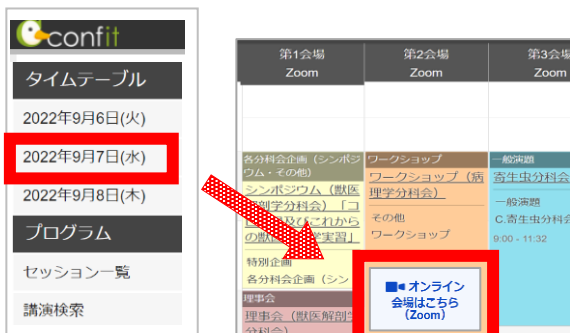 confit
タイムテーブル
2022年9月6日(火)
2022年9月7日(水)
2022年9月8日(木)
プログラム
セッション一覧
講演検索
第1会場
Zoom
第2会場
Zoom
第3会場
Zoom
各分科会企画（シンポジ
ウム・その他）
シンポジウム（獣医
解剖学分科会）「コ
及びこれから
の獣 学実習」
特別企画
各分科会企画（シン
理事会
理事会（獣医解剖学
分科会）
ワークショップ
ワークショップ（病
理学分科会）
その他
ワークショップ
オンライン
会場はこちら
（Zoom）
一般演題
寄生虫分科会
一般演題
C.寄生虫分科会
9:00 - 11:32